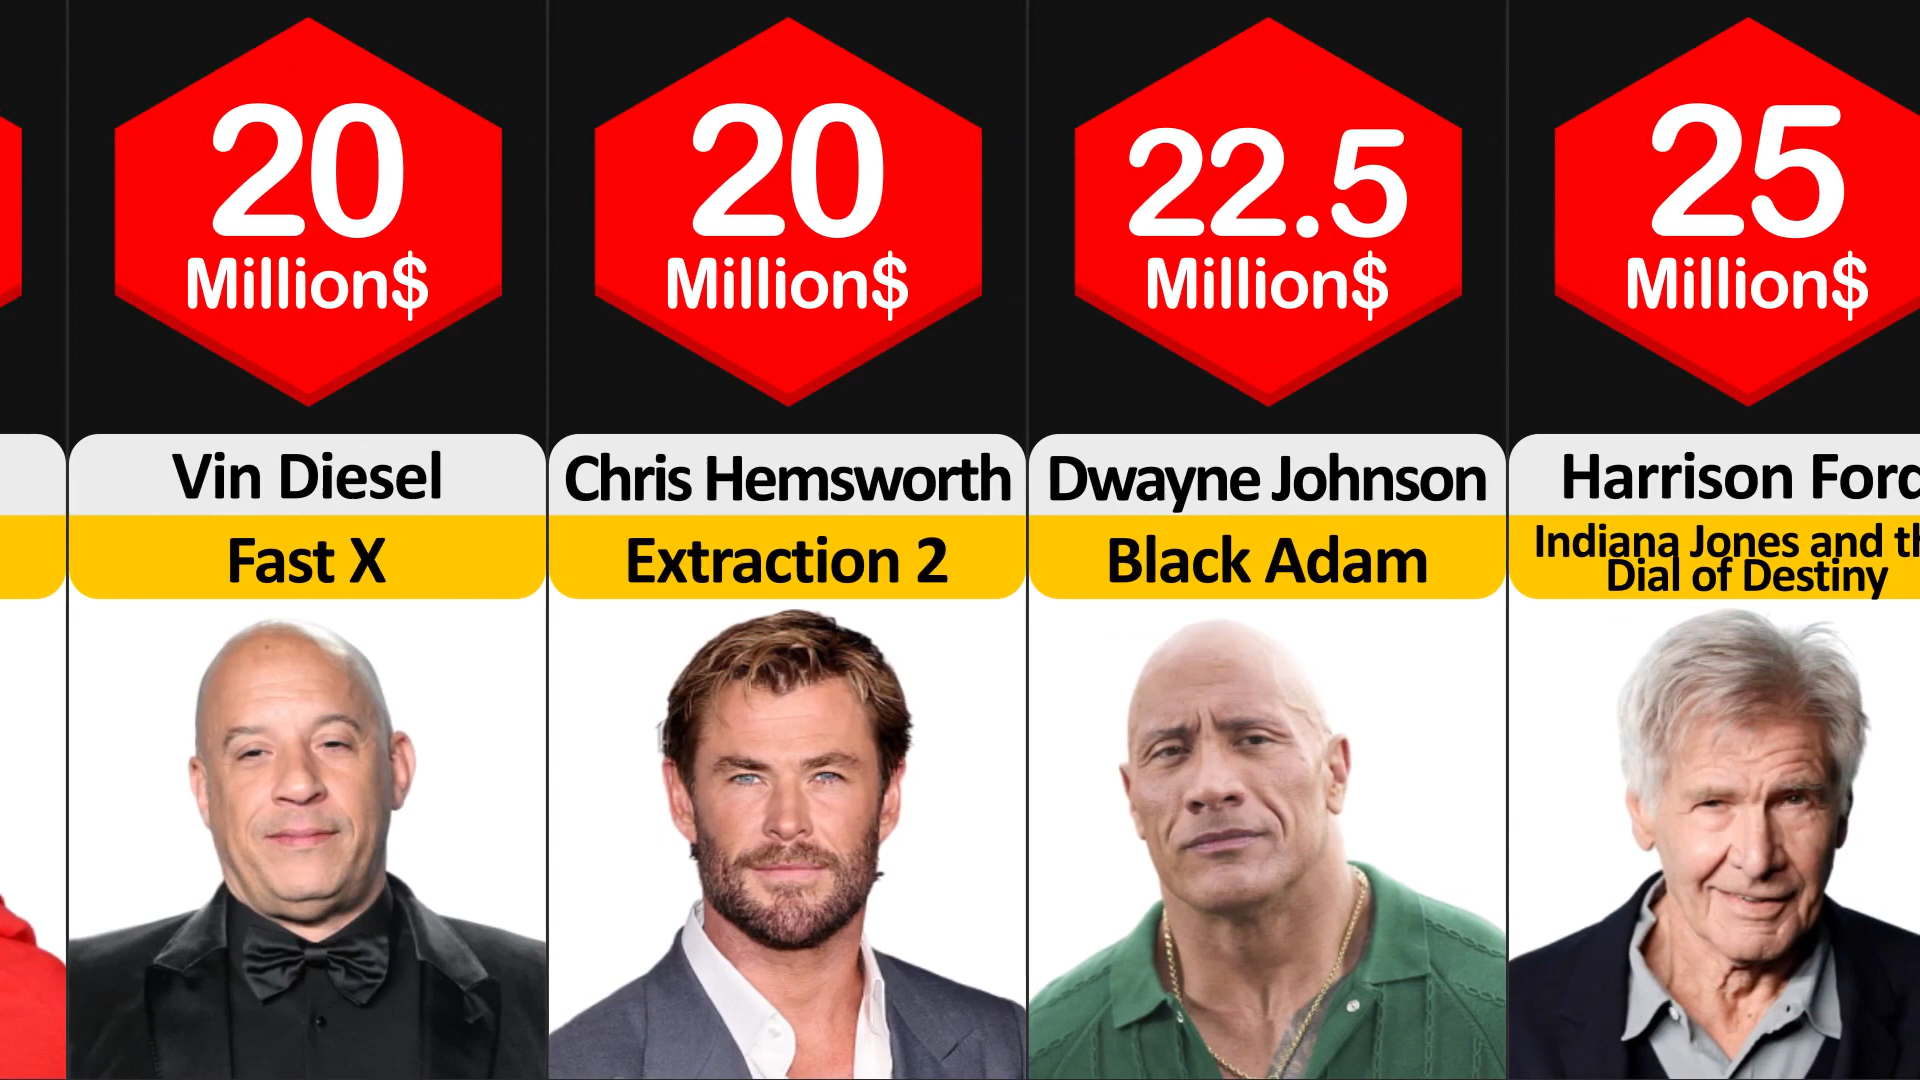 20
Million$
Vin Diesel
Fast X
20
Million$
Chris Hemsworth
Extraction 2
22.5
Million$
Dwayne Johnson
Black Adam
25
Million$
Harrison Ford
Indiana Jones and th
Dial of Destiny